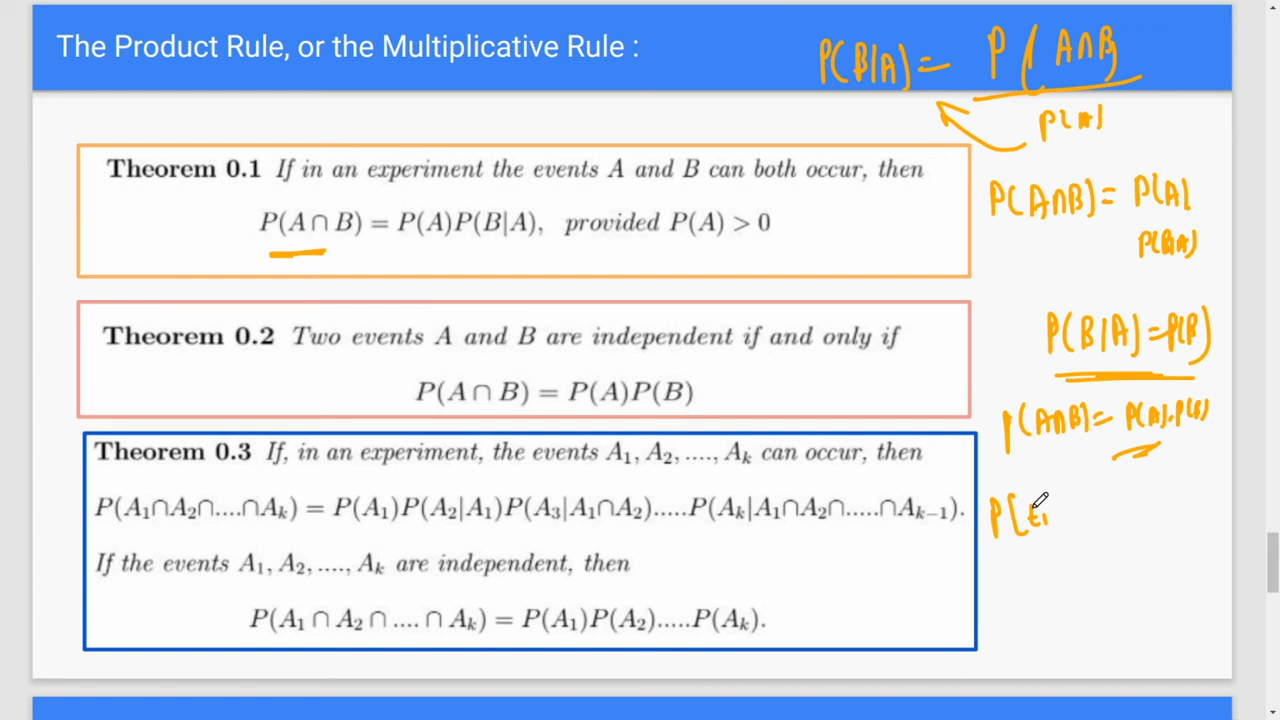 The Product Rule, or the Multiplicative Rule :
P(B|A) = P(A∩B)
P(A)
Theorem 0.1 If in an experiment the events A and B can both occur, then
P(A ∩ B) = P(A)P(B|A), provided P(A) > 0
P(A∩B) = P(A)
P(B|A)
Theorem 0.2 Two events A and B are independent if and only if
P(A ∩ B) = P(A)P(B)
P(B|A) = P(B)
P(A∩B) = P(A).P(B)
Theorem 0.3 If, in an experiment, the events A₁, A₂, ...., Aₖ can occur, then
P(A₁∩A₂∩....∩Aₖ) = P(A₁)P(A₂|A₁)P(A₃|A₁∩A₂).....P(Aₖ|A₁∩A₂∩.....∩Aₖ₋₁).
If the events A₁, A₂, ...., Aₖ are independent, then
P(A₁ ∩ A₂ ∩ .... ∩ Aₖ) = P(A₁)P(A₂).....P(Aₖ).
P(